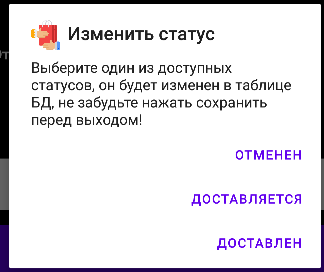 Изменить статус
Выберите один из доступных
статусов, он будет изменен в таблице
БД, не забудьте нажать сохранить
перед выходом!
ОТМЕНЕН
ДОСТАВЛЯЕТСЯ
ДОСТАВЛЕН